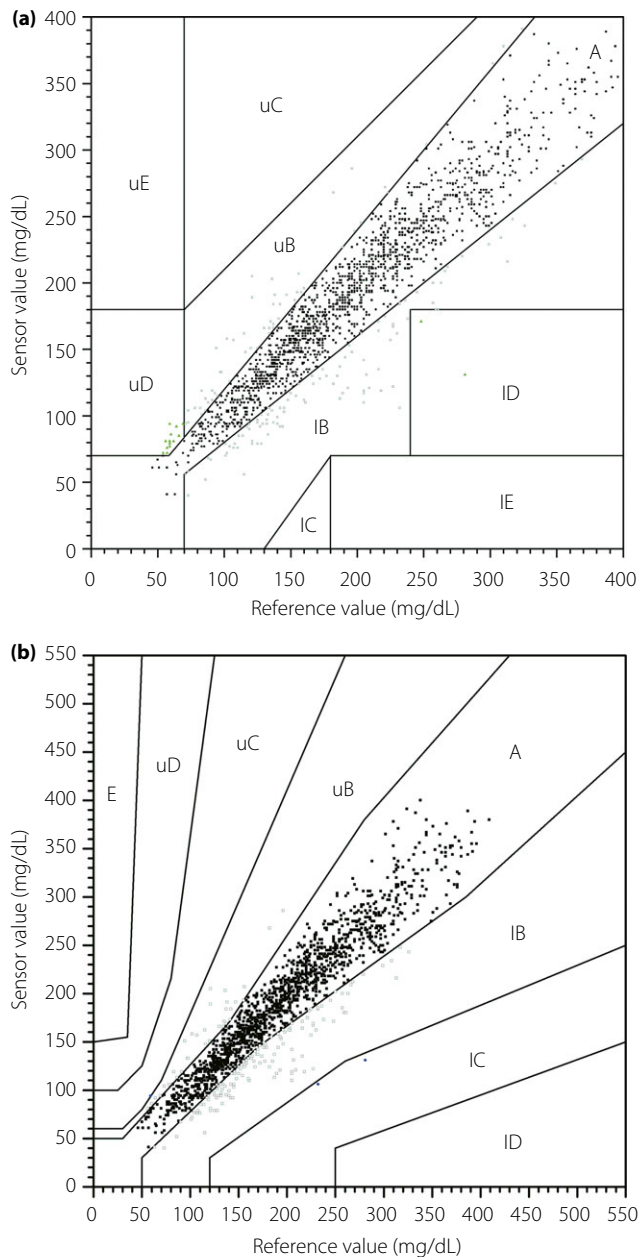 (a)
400
350
300
250
200
150
100
50
0
Sensor value (mg/dL)
uE
uC
uB
A
uD
lB
lD
lC
lE
0 50 100 150 200 250 300 350 400
Reference value (mg/dL)
(b)
550
500
450
400
350
300
250
200
150
100
50
0
Sensor value (mg/dL)
E
uD
uC
uB
A
lB
lC
lD
0 50 100 150 200 250 300 350 400 450 500 550
Reference value (mg/dL)